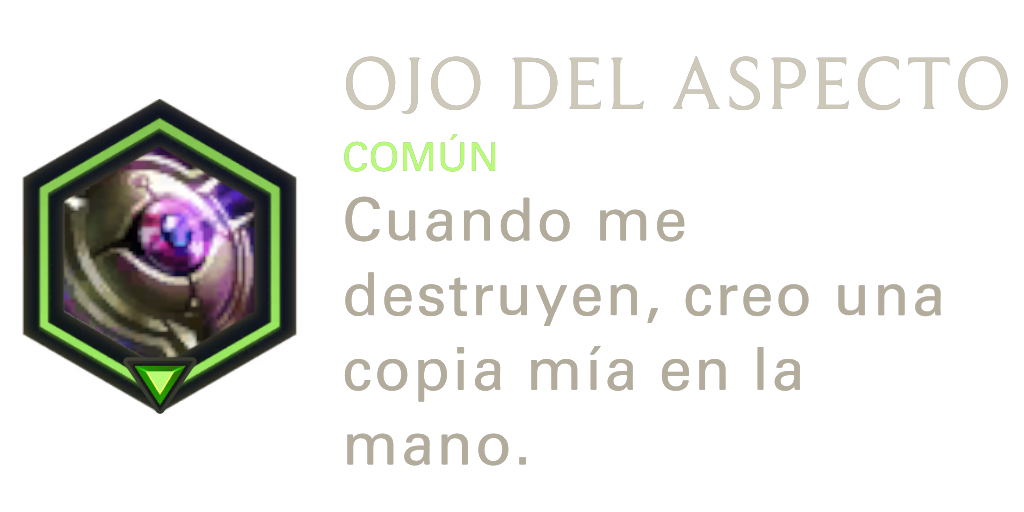 OJO DEL ASPECTO
COMÚN
Cuando me
destruyen, creo una
copia mía en la
mano.